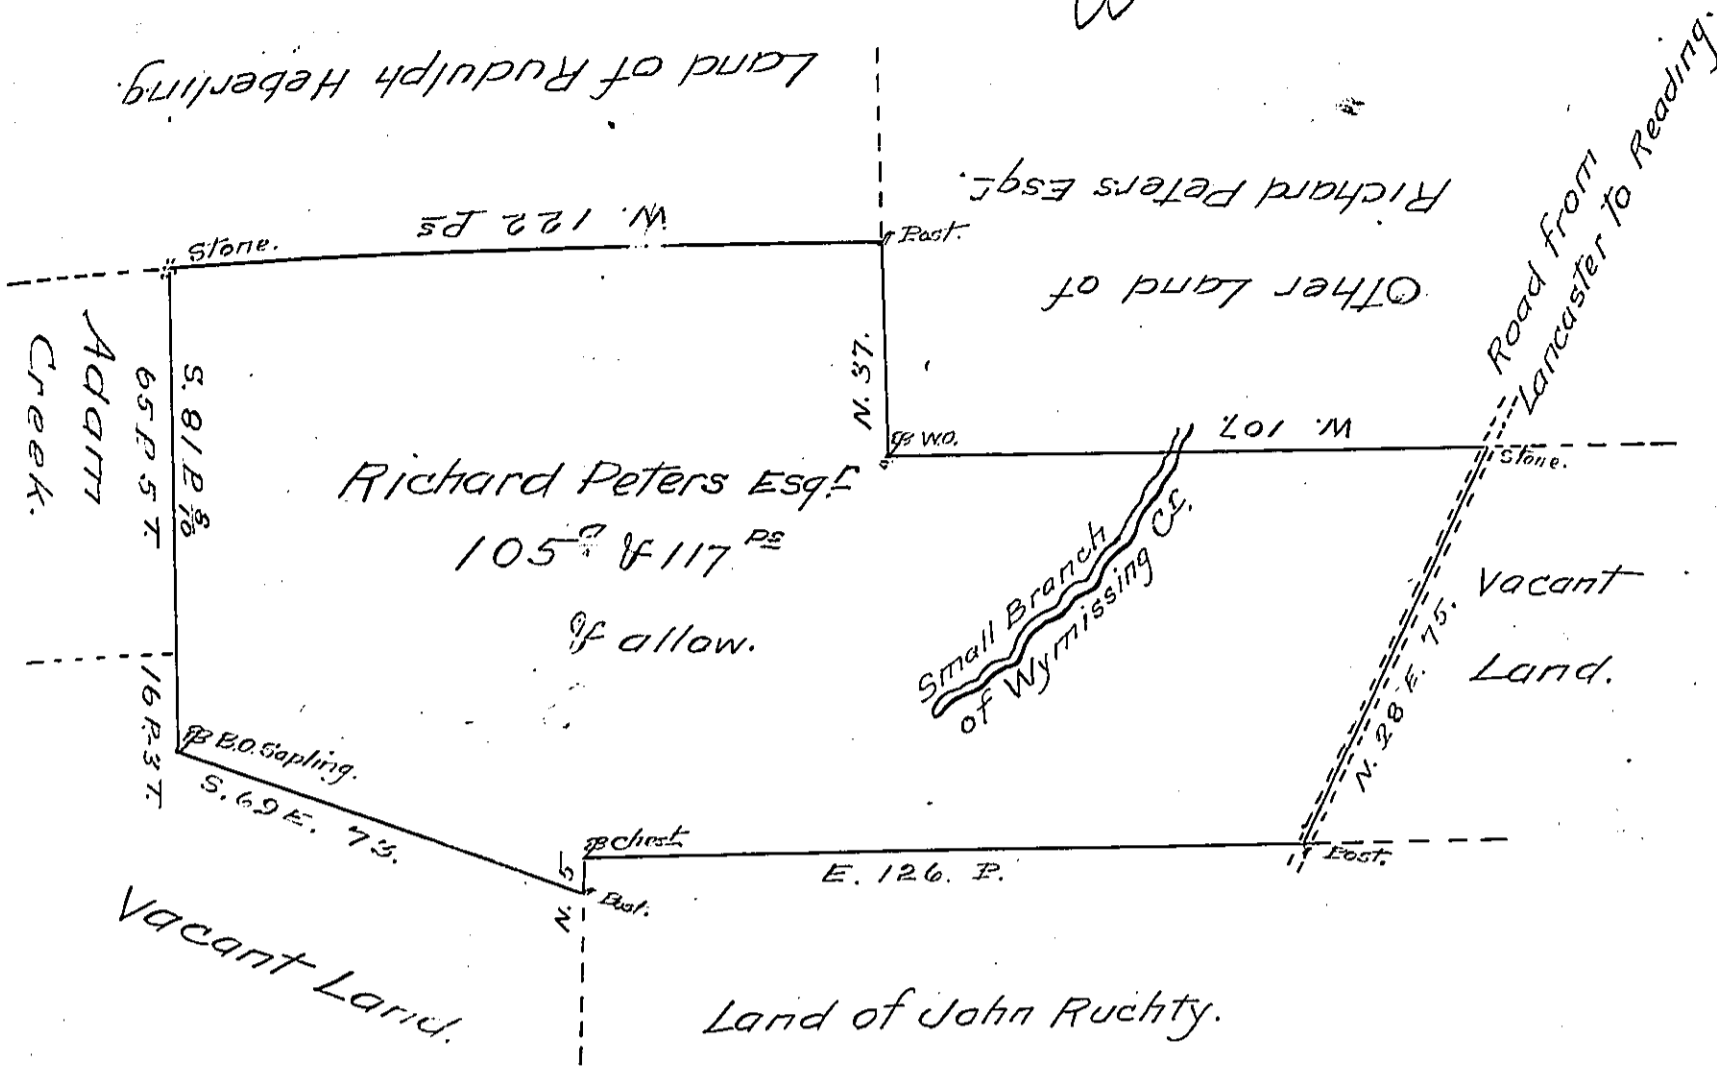 Land of Rudulph Heberling.
Richard Peters Esqr.
Other Land of
Road from
Lancaster to Reading.
W. 122 Ps
Stone.
Post.
N. 37.
W.O.
W. 107.
Stone.
Adam
Creek.
S. 81 P 8/10
65 P 5 T.
16 P. 3 T.
Richard Peters Esqr.
105 a & 117 ps
& allow.
Small Branch
of Wymissing Cr.
Vacant
Land.
N. 28 E. 75.
B.O. Sapling.
S. 69 E. 73.
Chest.
N. 5
Post.
E. 126. P.
Post.
Vacant Land.
Land of John Ruchty.